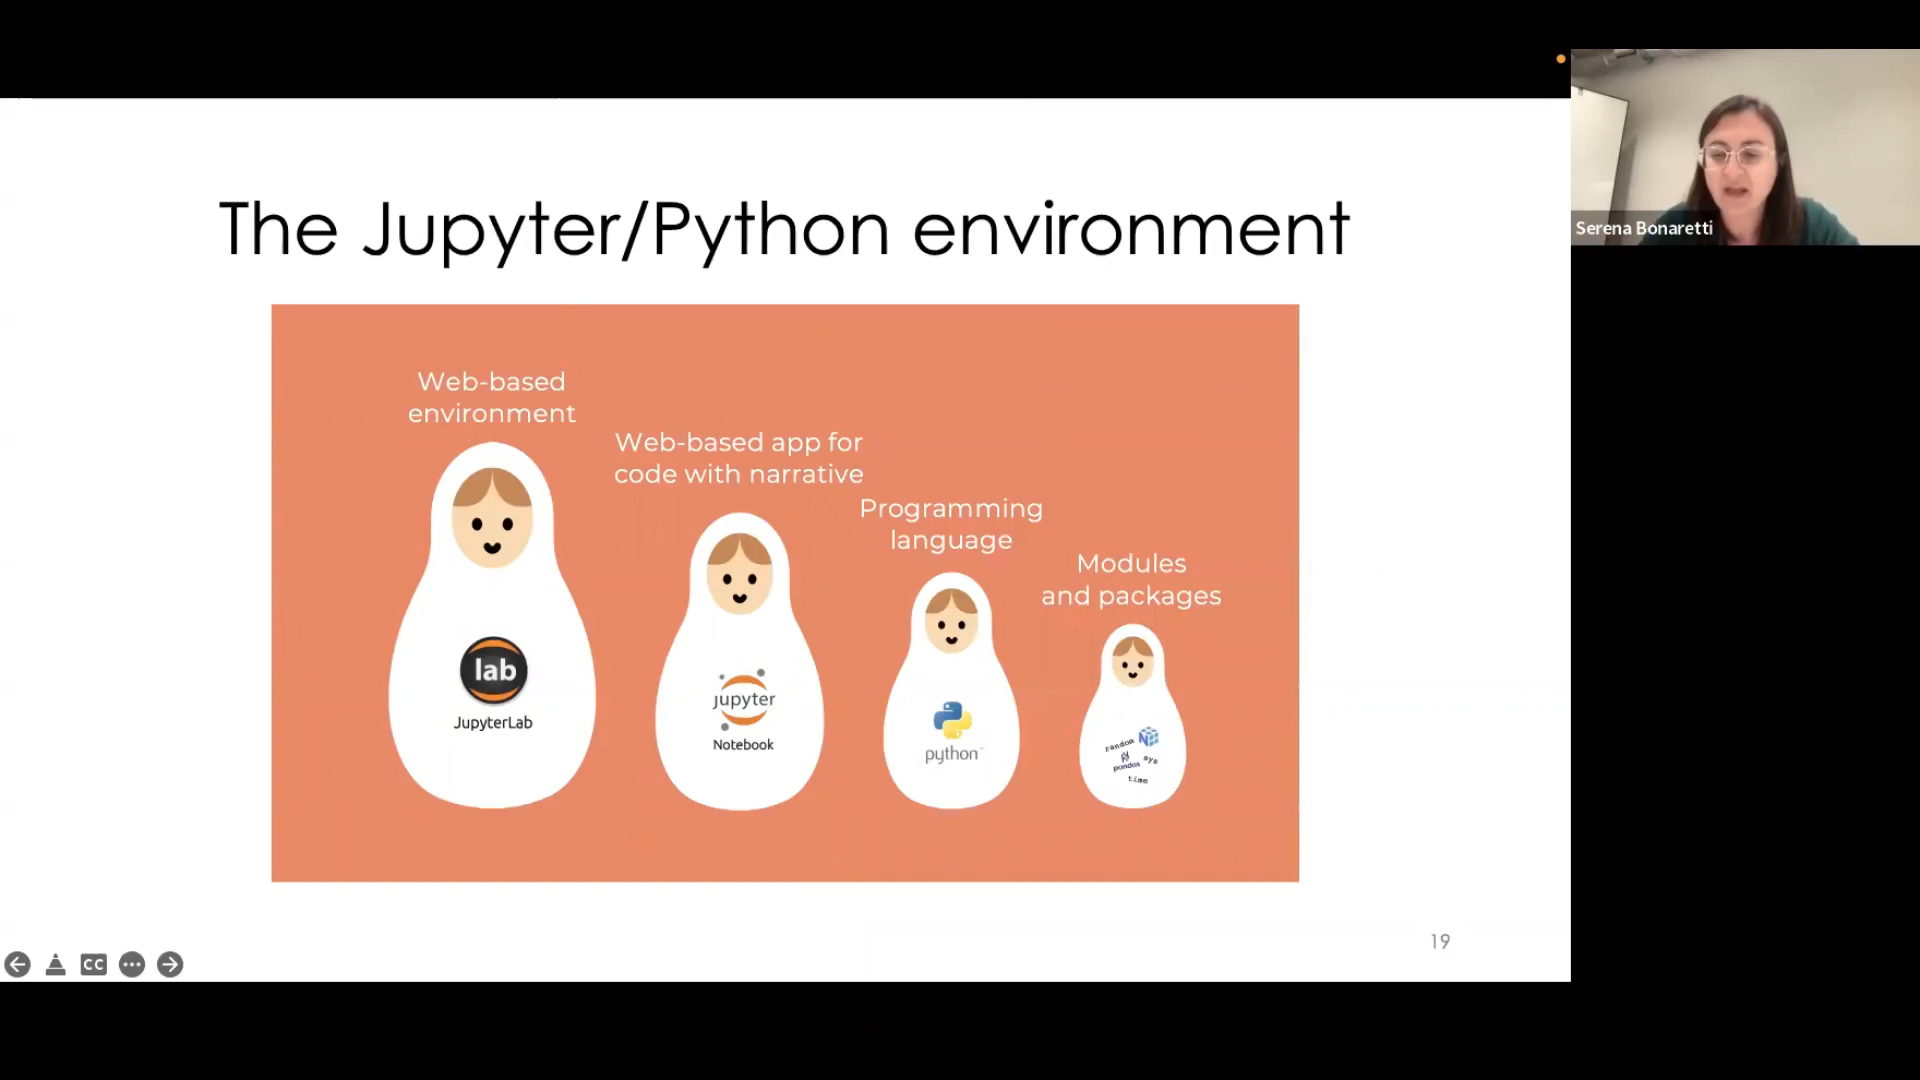 The Jupyter/Python environment
Web-based
environment
Web-based app for
code with narrative
Programming
language
Modules
and packages
lab
JupyterLab
jupyter
Notebook
python
random
pandas
sys
time
19
CC
Serena Bonaretti